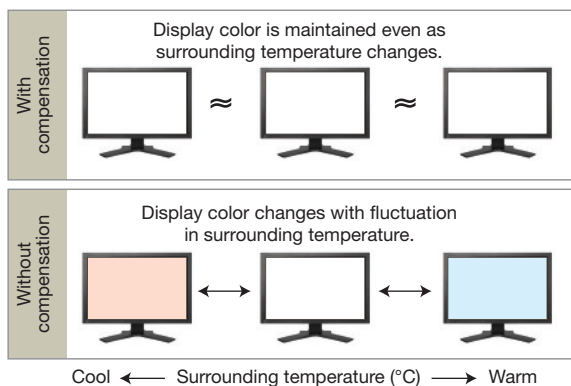 With
compensation
Display color is maintained even as
surrounding temperature changes.
≈ ≈
Without
compensation
Display color changes with fluctuation
in surrounding temperature.
Cool ← Surrounding temperature (°C) → Warm